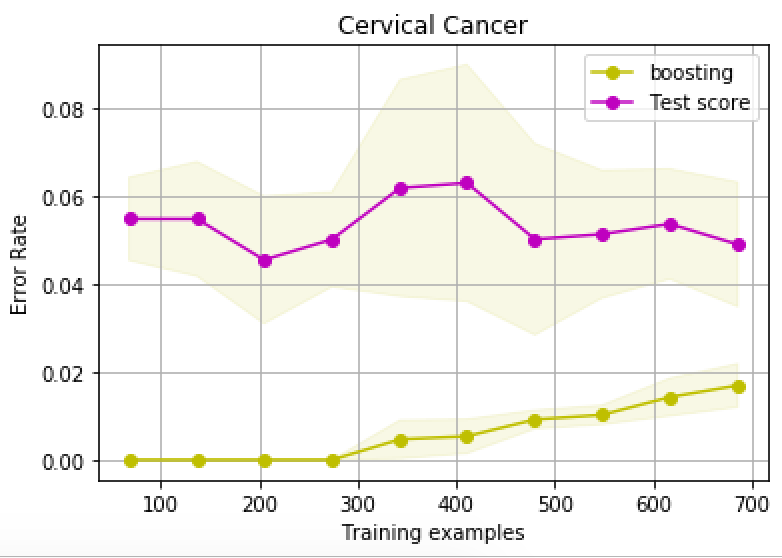 Cervical Cancer
boosting
Test score
0.08
0.06
0.04
0.02
0.00
Error Rate
100 200 300 400 500 600 700
Training examples